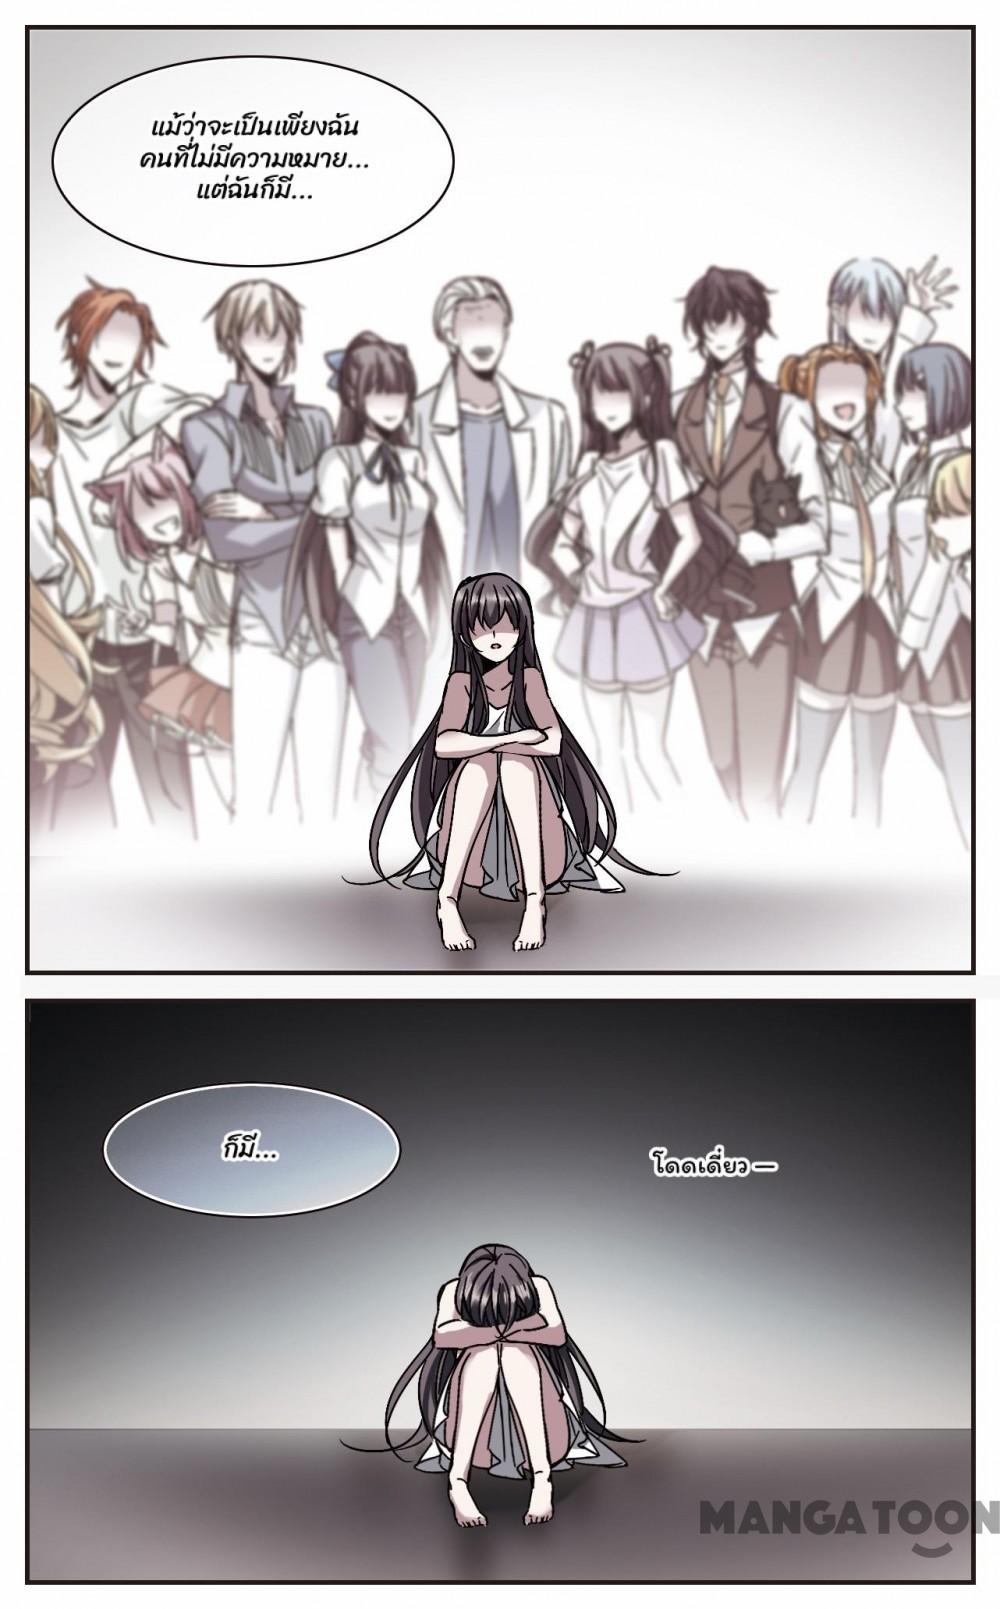 แม้ว่าจะเป็นเพียงฉัน
คนที่ไม่มีความหมาย...
แต่ฉันก็มี...
ก็มี...
โดดเดี่ยว —
MANGATOON